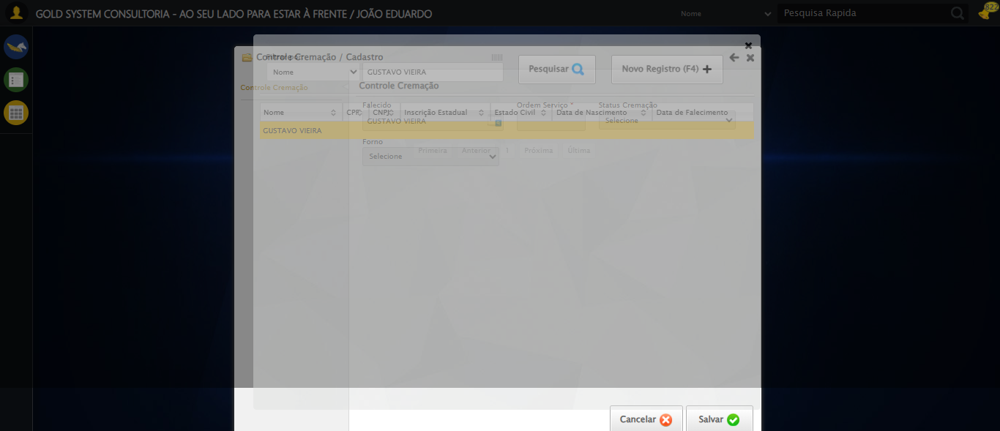 GOLD SYSTEM CONSULTORIA - AO SEU LADO PARA ESTAR À FRENTE / JOÃO EDUARDO
Nome
Pesquisa Rapida
822
Controle Cremação / Cadastro
Filtrar por
Nome
GUSTAVO VIEIRA
Pesquisar
Novo Registro (F4)
Controle Cremação
Controle Cremação
Falecido
Ordem Serviço *
Status Cremação
Nome
CPF
CNPJ
Inscrição Estadual
Estado Civil
Data de Nascimento
Data de Falecimento
GUSTAVO VIEIRA
Selecione
GUSTAVO VIEIRA
Forno
Selecione
Primeira
Anterior
1
Próxima
Última
Cancelar
Salvar